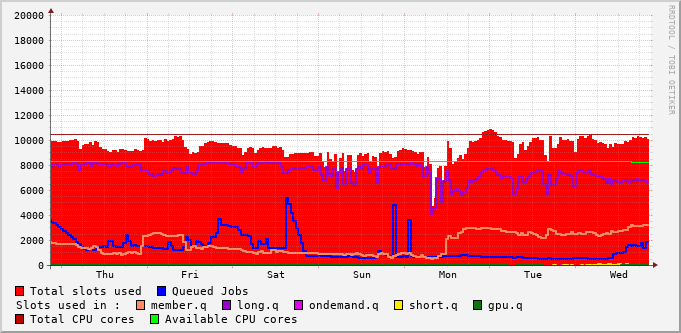 20000
18000
16000
14000
12000
10000
8000
6000
4000
2000
0
Thu Fri Sat Sun Mon Tue Wed
Total slots used Queued Jobs
Slots used in : member.q long.q ondemand.q short.q gpu.q
Total CPU cores Available CPU cores
RRDTOOL / TOBI OETIKER